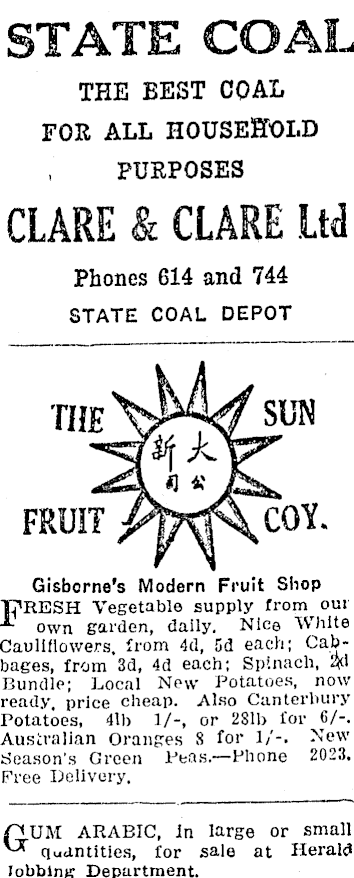 STATE COAL
THE BEST COAL
FOR ALL HOUSEHOLD
PURPOSES
CLARE & CLARE Ltd
Phones 614 and 744
STATE COAL DEPOT
THE SUN
新 大
司 公
FRUIT COY.
Gisborne's Modern Fruit Shop
FRESH Vegetable supply from our
own garden, daily. Nice White
Cauliflowers, from 4d, 5d each; Cab-
bages, from 3d, 4d each; Spinach, 2d
Bundle; Local New Potatoes, now
ready, price cheap. Also Canterbury
Potatoes, 4lb 1/-, or 28lb for 6/-.
Australian Oranges 8 for 1/-. New
Season's Green Peas.—Phone 2023.
Free Delivery.
GUM ARABIC, in large or small
quantities, for sale at Herald
Jobbing Department.